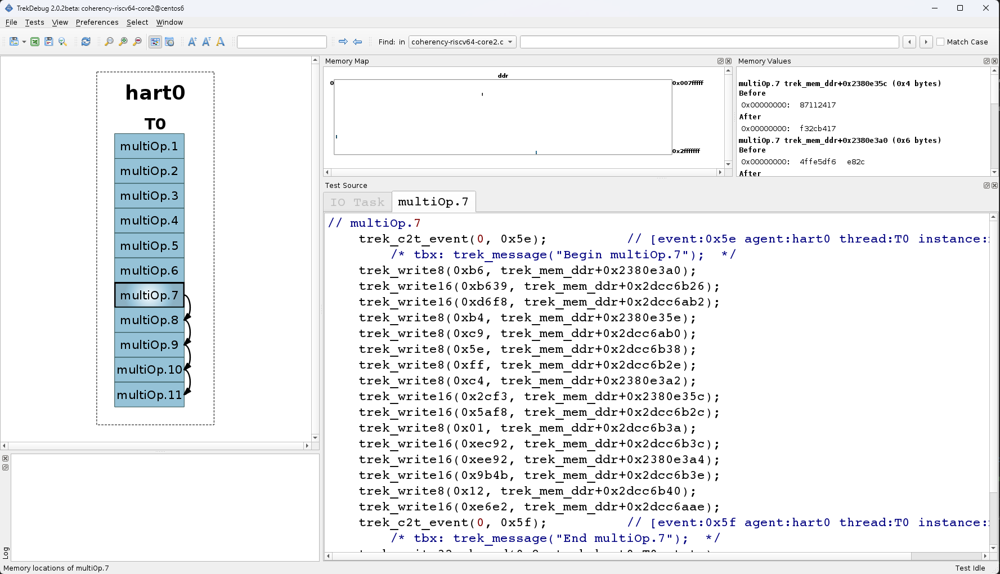 TrekDebug 2.0.2beta: coherency-riscv64-core2@centos6
File Tests View Preferences Select Window
Find: in coherency-riscv64-core2.c Match Case
hart0
T0
multiOp.1
multiOp.2
multiOp.3
multiOp.4
multiOp.5
multiOp.6
multiOp.7
multiOp.8
multiOp.9
multiOp.10
multiOp.11
Memory Map
ddr
0
0x007fffff
0x2fffffff
Memory Values
multiOp.7 trek_mem_ddr+0x2380e35c (0x4 bytes)
Before
0x00000000: 87112417
After
0x00000000: f32cb417
multiOp.7 trek_mem_ddr+0x2380e3a0 (0x6 bytes)
Before
0x00000000: 4ffe5df6 e82c
After
Test Source
IO Task multiOp.7
// multiOp.7
trek_c2t_event(0, 0x5e); // [event:0x5e agent:hart0 thread:T0 instance:
/* tbx: trek_message("Begin multiOp.7"); */
trek_write8(0xb6, trek_mem_ddr+0x2380e3a0);
trek_write16(0xb639, trek_mem_ddr+0x2dcc6b26);
trek_write16(0xd6f8, trek_mem_ddr+0x2dcc6ab2);
trek_write8(0xb4, trek_mem_ddr+0x2380e35e);
trek_write8(0xc9, trek_mem_ddr+0x2dcc6ab0);
trek_write8(0x5e, trek_mem_ddr+0x2dcc6b38);
trek_write8(0xff, trek_mem_ddr+0x2dcc6b2e);
trek_write8(0xc4, trek_mem_ddr+0x2380e3a2);
trek_write16(0x2cf3, trek_mem_ddr+0x2380e35c);
trek_write16(0x5af8, trek_mem_ddr+0x2dcc6b2c);
trek_write8(0x01, trek_mem_ddr+0x2dcc6b3a);
trek_write16(0xec92, trek_mem_ddr+0x2dcc6b3c);
trek_write16(0xee92, trek_mem_ddr+0x2380e3a4);
trek_write16(0x9b4b, trek_mem_ddr+0x2dcc6b3e);
trek_write8(0x12, trek_mem_ddr+0x2dcc6b40);
trek_write16(0xe6e2, trek_mem_ddr+0x2dcc6aae);
trek_c2t_event(0, 0x5f); // [event:0x5f agent:hart0 thread:T0 instance:
/* tbx: trek_message("End multiOp.7"); */
Log
Memory locations of multiOp.7
Test Idle